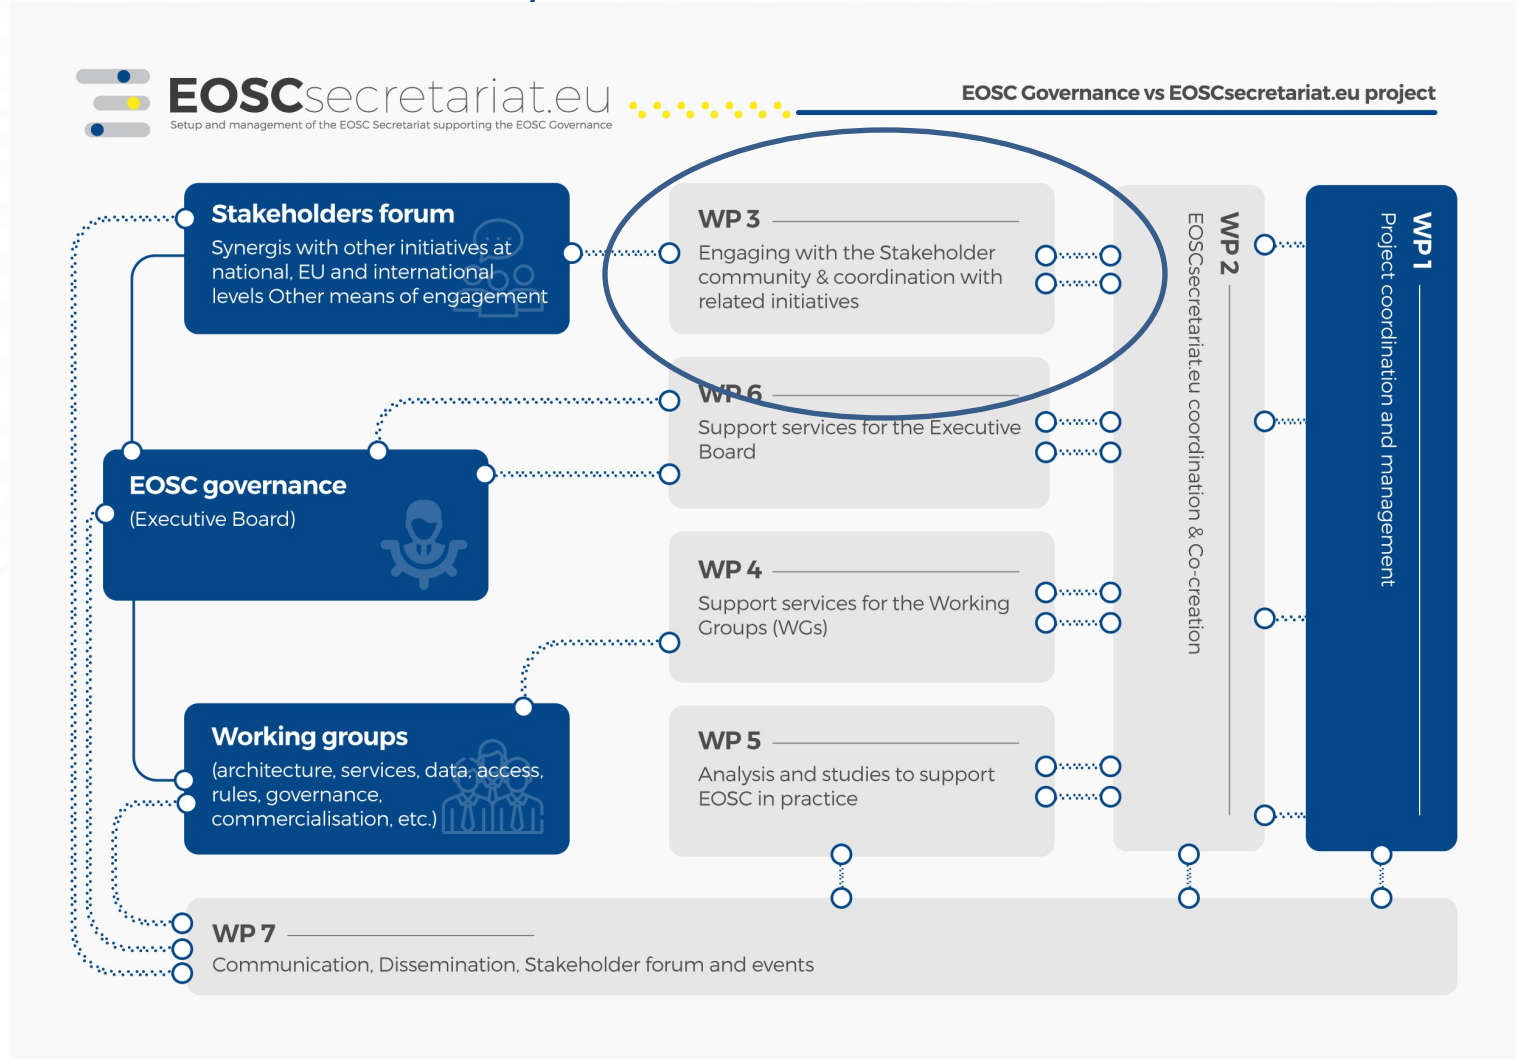 EOSCsecretariat.eu
Setup and management of the EOSC Secretariat supporting the EOSC Governance
EOSC Governance vs EOSCsecretariat.eu project
Stakeholders forum
Synergis with other initiatives at
national, EU and international
levels Other means of engagement
WP 3
Engaging with the Stakeholder
community & coordination with
related initiatives
WP 2
EOSCsecretariat.eu coordination & Co-creation
WP 1
Project coordination and management
WP 6
Support services for the Executive
Board
EOSC governance
(Executive Board)
WP 4
Support services for the Working
Groups (WGs)
Working groups
(architecture, services, data, access,
rules, governance,
commercialisation, etc.)
WP 5
Analysis and studies to support
EOSC in practice
WP 7
Communication, Dissemination, Stakeholder forum and events